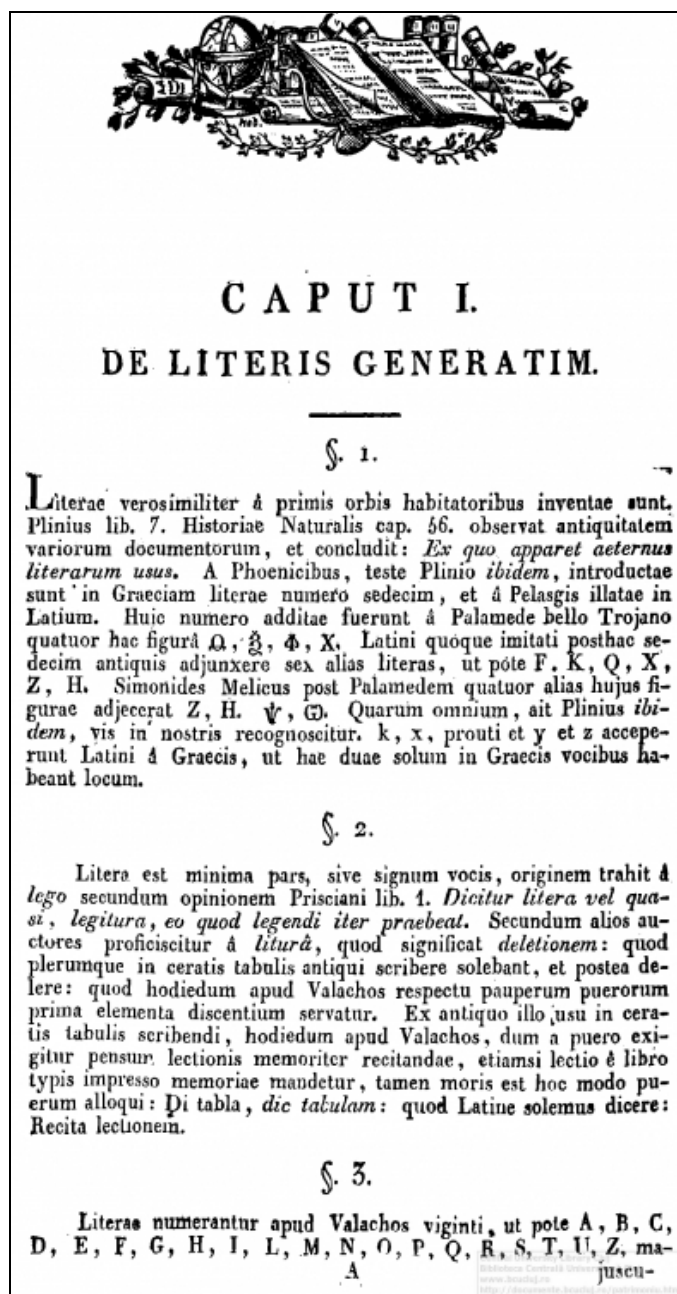 CAPUT I.
DE LITERIS GENERATIM.
§. 1.
Literae verosimiliter á primis orbis habitatoribus inventae sunt.
Plinius lib. 7. Historiae Naturalis cap. 56. observat antiquitatem
variorum documentorum, et concludit: Ex quo apparet aeternus
literarum usus. A Phoenicibus, teste Plinio ibidem, introductae
sunt in Graeciam literae numero sedecim, et á Pelasgis illatae in
Latium. Huic numero additae fuerunt á Palamede bello Trojano
quatuor hac figurá Ω, Ѯ, Φ, X. Latini quoque imitati posthac se-
decim antiquis adjunxere sex alias literas, ut póte F. K, Q, X,
Z, H. Simonides Melicus post Palamedem quatuor alias hujus fi-
gurae adjecerat Z, H. Ѱ, Ꞷ. Quarum omnium, ait Plinius ibi-
dem, vis in nostris recognoscitur. k, x, prouti et y et z accepe-
runt Latini á Graecis, ut hae duae solum in Graecis vocibus ha-
beant locum.
§. 2.
Litera est minima pars, sive signum vocis, originem trahit á
lego secundum opinionem Prisciani lib. 1. Dicitur litera vel qua-
si, legitura, eo quod legendi iter praebeat. Secundum alios au-
ctores proficiscitur á liturâ, quod significat deletionem: quod
plerumque in ceratis tabulis antiqui scribere solebant, et postea de-
lere: quod hodiedum apud Valachos respectu pauperum puerorum
prima elementa discentium servatur. Ex antiquo illo usu in cera-
tis tabulis scribendi, hodiedum apud Valachos, dum a puero exi-
gitur pensum lectionis memoriter recitandae, etiamsi lectio é libro
typis impresso memoriae mandetur, tamen moris est hoc modo pu-
erum alloqui: Di tabla, dic tabulam: quod Latine solemus dicere:
Recita lectionem.
§. 3.
Literae numerantur apud Valachos viginti, ut pote A, B, C,
D, E, F, G, H, I, L, M, N, O, P, Q, R, S, T, U, Z, ma-
A juscu-